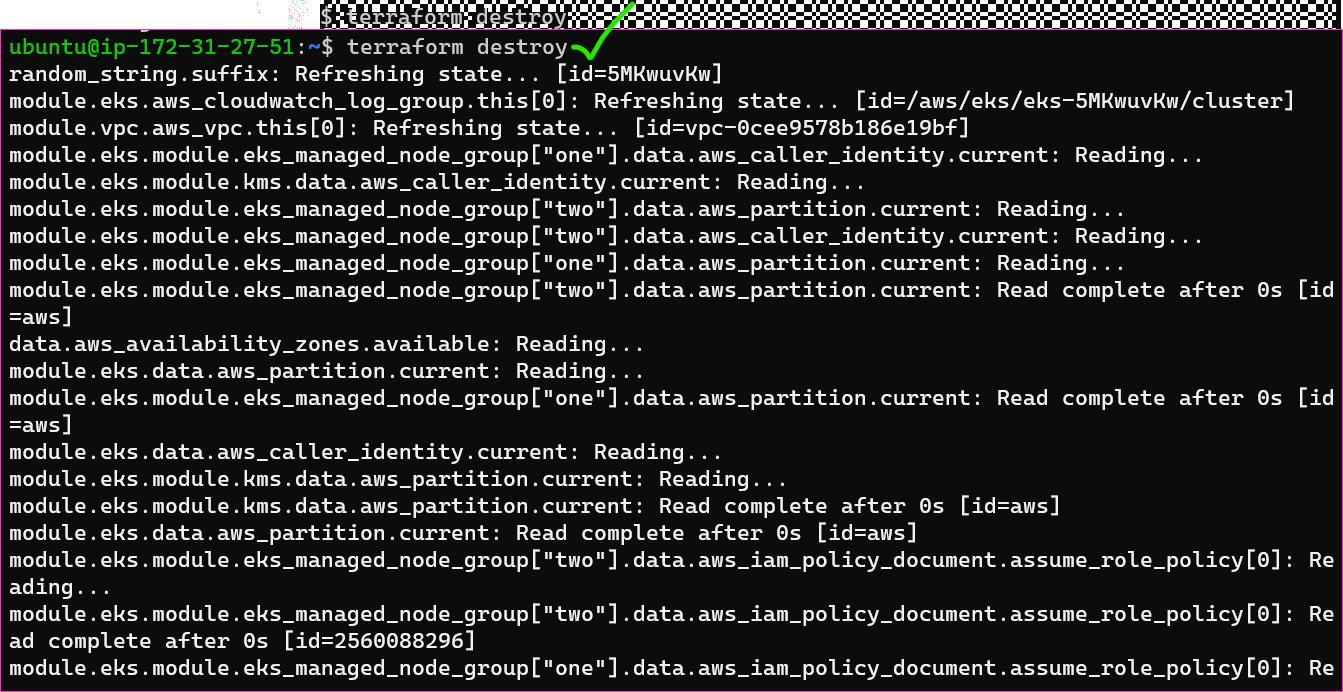 $ terraform destroy
ubuntu@ip-172-31-27-51:~$ terraform destroy
random_string.suffix: Refreshing state... [id=5MKwuvKw]
module.eks.aws_cloudwatch_log_group.this[0]: Refreshing state... [id=/aws/eks/eks-5MKwuvKw/cluster]
module.vpc.aws_vpc.this[0]: Refreshing state... [id=vpc-0cee9578b186e19bf]
module.eks.module.eks_managed_node_group["one"].data.aws_caller_identity.current: Reading...
module.eks.module.kms.data.aws_caller_identity.current: Reading...
module.eks.module.eks_managed_node_group["two"].data.aws_partition.current: Reading...
module.eks.module.eks_managed_node_group["two"].data.aws_caller_identity.current: Reading...
module.eks.module.eks_managed_node_group["one"].data.aws_partition.current: Reading...
module.eks.module.eks_managed_node_group["two"].data.aws_partition.current: Read complete after 0s [id
=aws]
data.aws_availability_zones.available: Reading...
module.eks.data.aws_partition.current: Reading...
module.eks.module.eks_managed_node_group["one"].data.aws_partition.current: Read complete after 0s [id
=aws]
module.eks.data.aws_caller_identity.current: Reading...
module.eks.module.kms.data.aws_partition.current: Reading...
module.eks.module.kms.data.aws_partition.current: Read complete after 0s [id=aws]
module.eks.data.aws_partition.current: Read complete after 0s [id=aws]
module.eks.module.eks_managed_node_group["two"].data.aws_iam_policy_document.assume_role_policy[0]: Re
ading...
module.eks.module.eks_managed_node_group["two"].data.aws_iam_policy_document.assume_role_policy[0]: Re
ad complete after 0s [id=2560088296]
module.eks.module.eks_managed_node_group["one"].data.aws_iam_policy_document.assume_role_policy[0]: Re